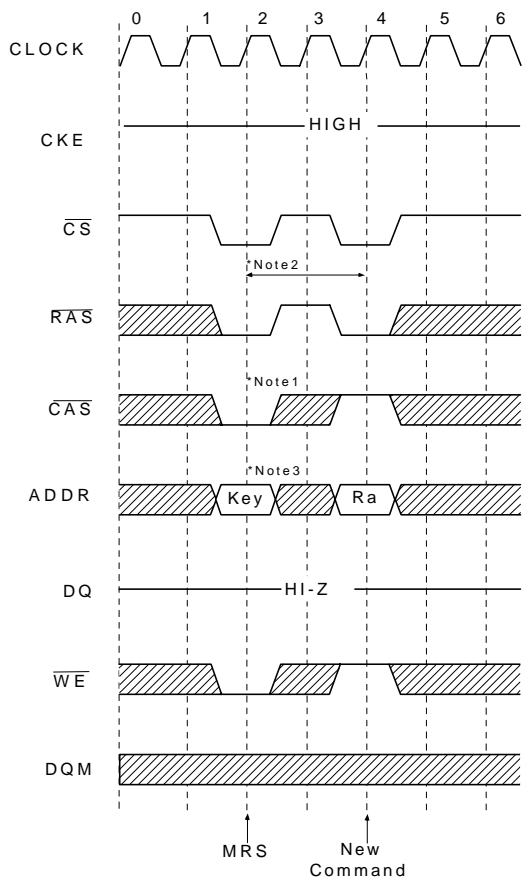 0 1 2 3 4 5 6
CLOCK
CKE
HIGH
CS
*Note2
RAS
*Note1
CAS
*Note3
ADDR
Key
Ra
DQ
HI-Z
WE
DQM
MRS
New
Command